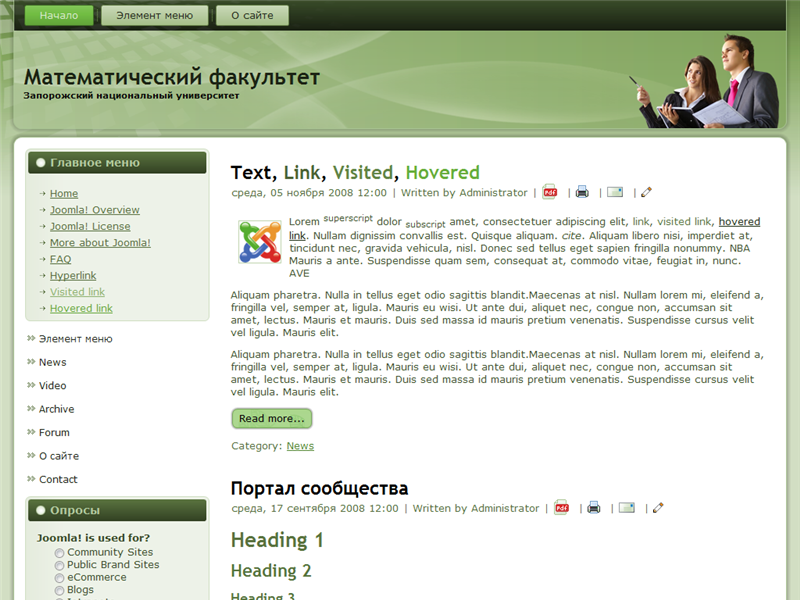 Начало
Элемент меню
О сайте
Математический факультет
Запорожский национальный университет
Главное меню
Home
Joomla! Overview
Joomla! License
More about Joomla!
FAQ
Hyperlink
Visited link
Hovered link
Элемент меню
News
Video
Archive
Forum
О сайте
Contact
Опросы
Joomla! is used for?
Community Sites
Public Brand Sites
eCommerce
Blogs
Text, Link, Visited, Hovered
среда, 05 ноября 2008 12:00 | Written by Administrator | PDF | | |
Lorem superscript dolor subscript amet, consectetuer adipiscing elit, link, visited link, hovered
link. Nullam dignissim convallis est. Quisque aliquam. cite. Aliquam libero nisi, imperdiet at,
tincidunt nec, gravida vehicula, nisl. Donec sed tellus eget sapien fringilla nonummy. NBA
Mauris a ante. Suspendisse quam sem, consequat at, commodo vitae, feugiat in, nunc.
AVE
Aliquam pharetra. Nulla in tellus eget odio sagittis blandit.Maecenas at nisl. Nullam lorem mi, eleifend a,
fringilla vel, semper at, ligula. Mauris eu wisi. Ut ante dui, aliquet nec, congue non, accumsan sit
amet, lectus. Mauris et mauris. Duis sed massa id mauris pretium venenatis. Suspendisse cursus velit
vel ligula. Mauris elit.
Aliquam pharetra. Nulla in tellus eget odio sagittis blandit.Maecenas at nisl. Nullam lorem mi, eleifend a,
fringilla vel, semper at, ligula. Mauris eu wisi. Ut ante dui, aliquet nec, congue non, accumsan sit
amet, lectus. Mauris et mauris. Duis sed massa id mauris pretium venenatis. Suspendisse cursus velit
vel ligula. Mauris elit.
Read more...
Category: News
Портал сообщества
среда, 17 сентября 2008 12:00 | Written by Administrator | PDF | | |
Heading 1
Heading 2
Heading 3